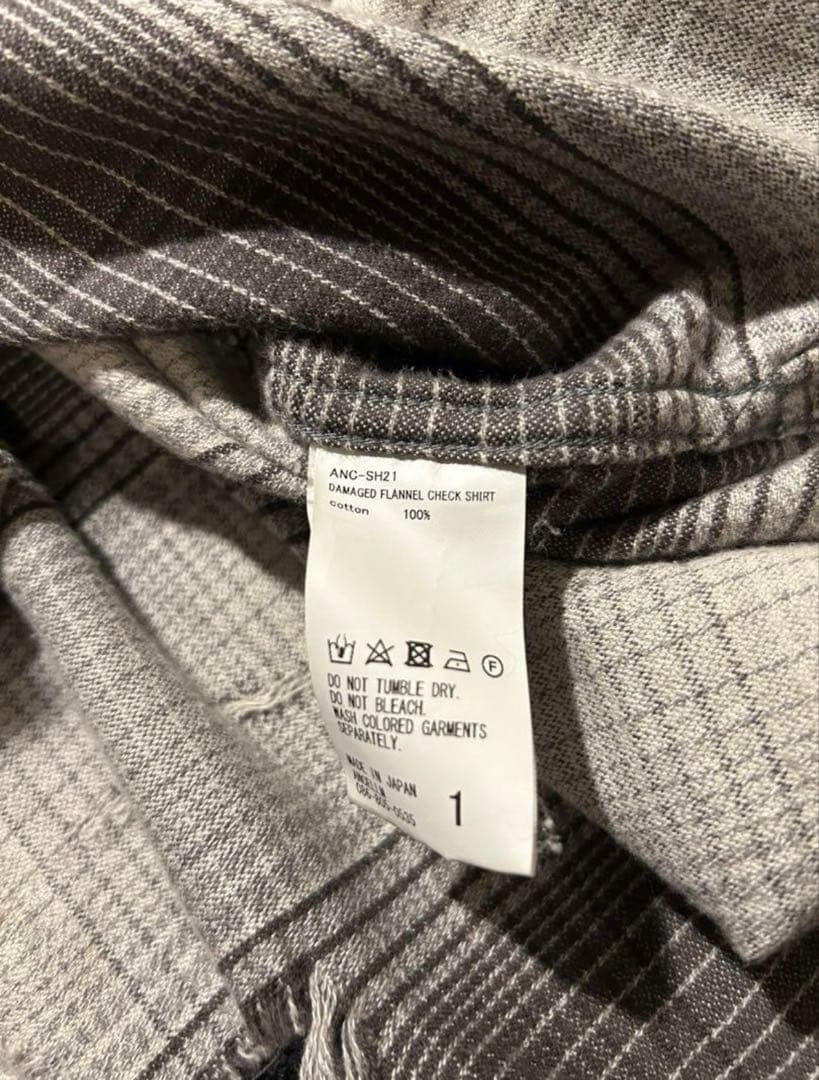 ANC-SH21
DAMAGED FLANNEL CHECK SHIRT
cotton 100%
F
DO NOT TUMBLE DRY.
DO NOT BLEACH.
WASH COLORED GARMENTS
SEPARATELY.
MADE IN JAPAN
1